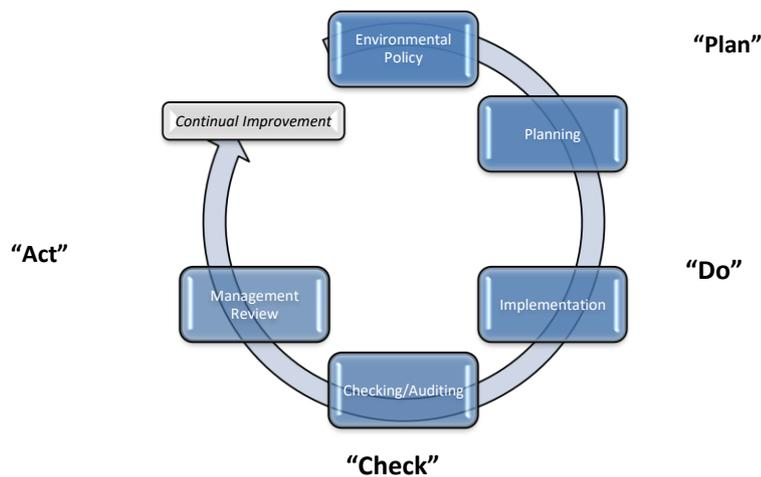 Environmental
Policy
“Plan”
Continual Improvement
Planning
“Act”
“Do”
Management
Review
Implementation
Checking/Auditing
“Check”